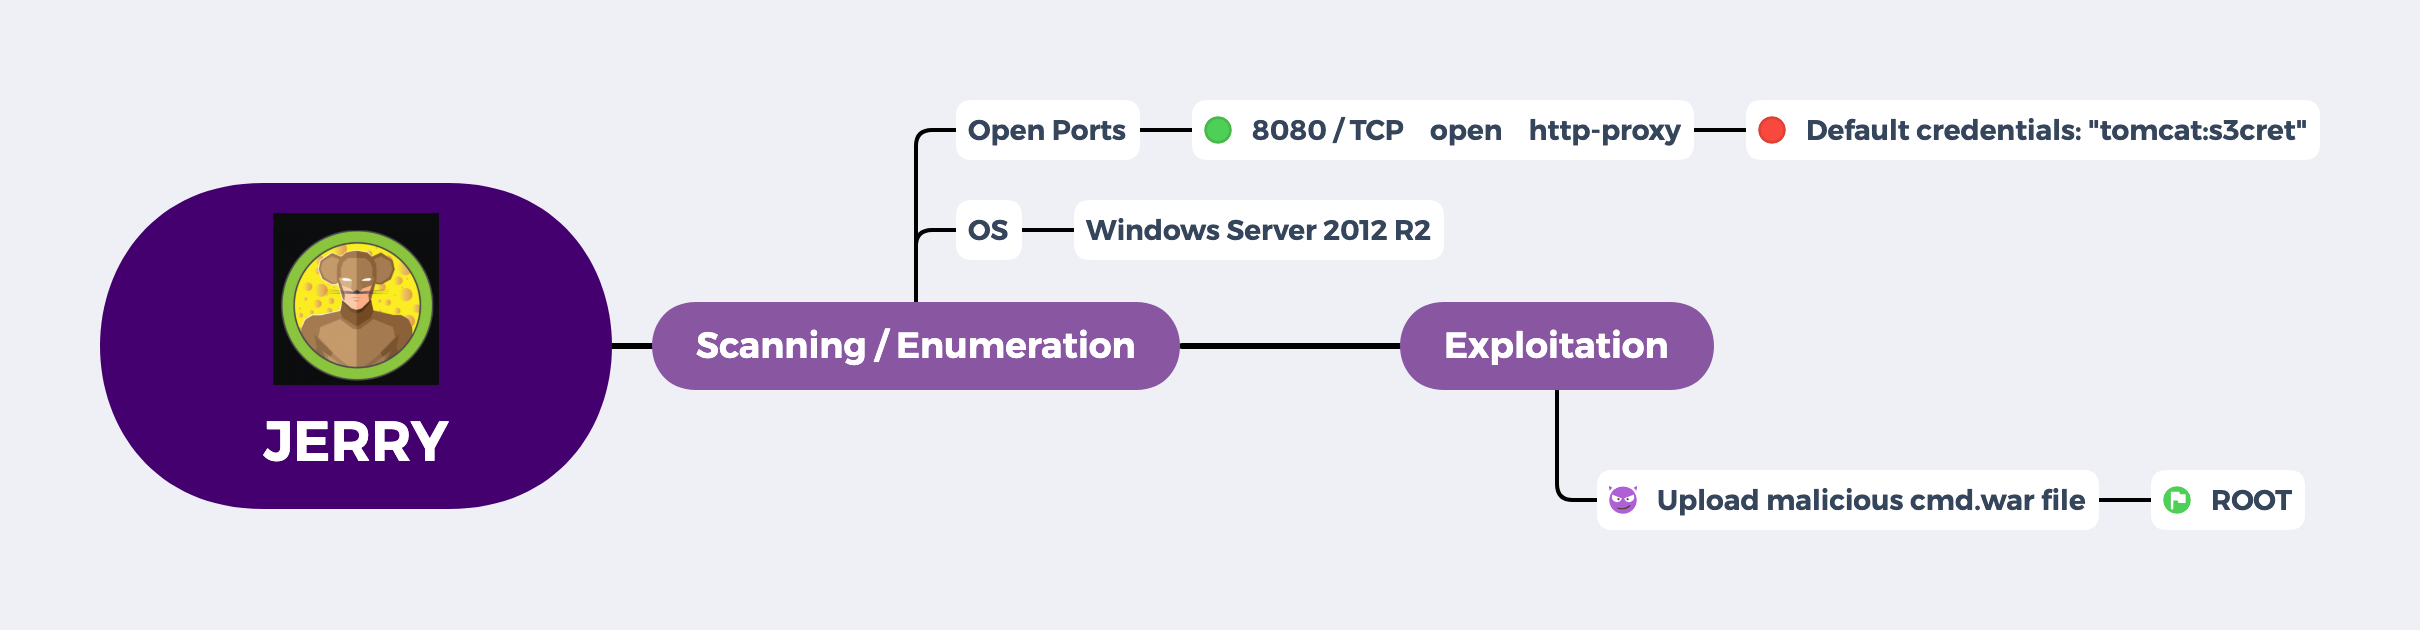 JERRY
Scanning / Enumeration
Open Ports
8080 / TCP open http-proxy
Default credentials: "tomcat:s3cret"
OS
Windows Server 2012 R2
Exploitation
Upload malicious cmd.war file
ROOT